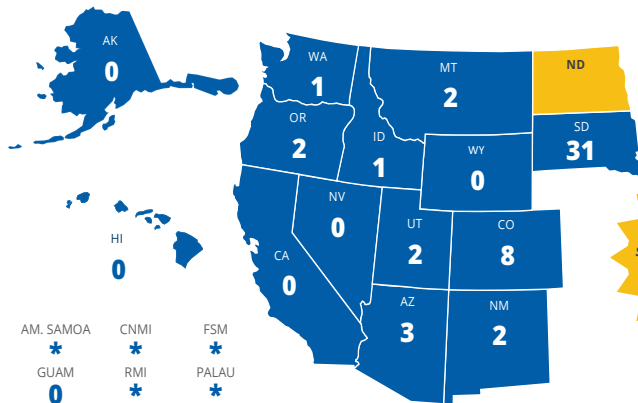 AK
0
WA
1
MT
2
ND
OR
2
ID
1
SD
31
WY
0
NV
0
UT
2
CO
8
HI
0
CA
0
AZ
3
NM
2
AM. SAMOA CNMI FSM
* * *
GUAM RMI PALAU
0 * *